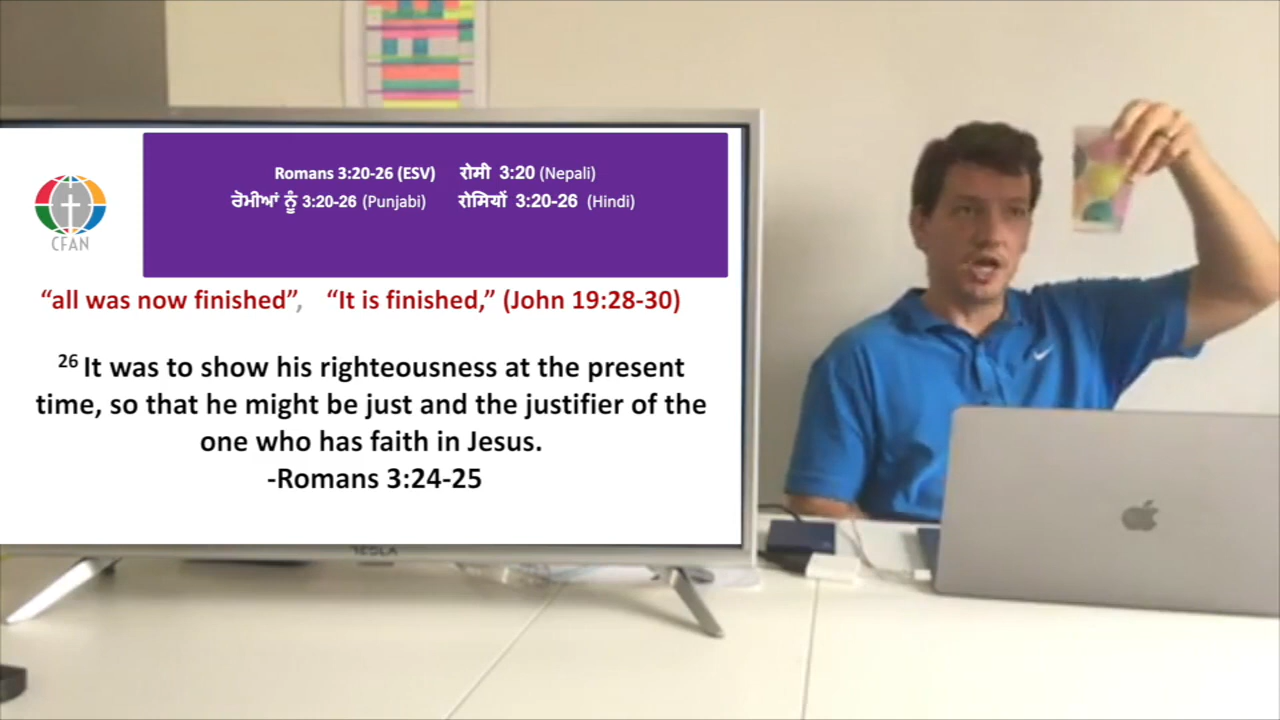 Romans 3:20-26 (ESV) रोमी 3:20 (Nepali)
ਰੋਮੀਆਂ ਨੂੰ 3:20-26 (Punjabi) रोमियों 3:20-26 (Hindi)
CFAN
“all was now finished”, “It is finished,” (John 19:28-30)
26 It was to show his righteousness at the present
time, so that he might be just and the justifier of the
one who has faith in Jesus.
-Romans 3:24-25
TESLA